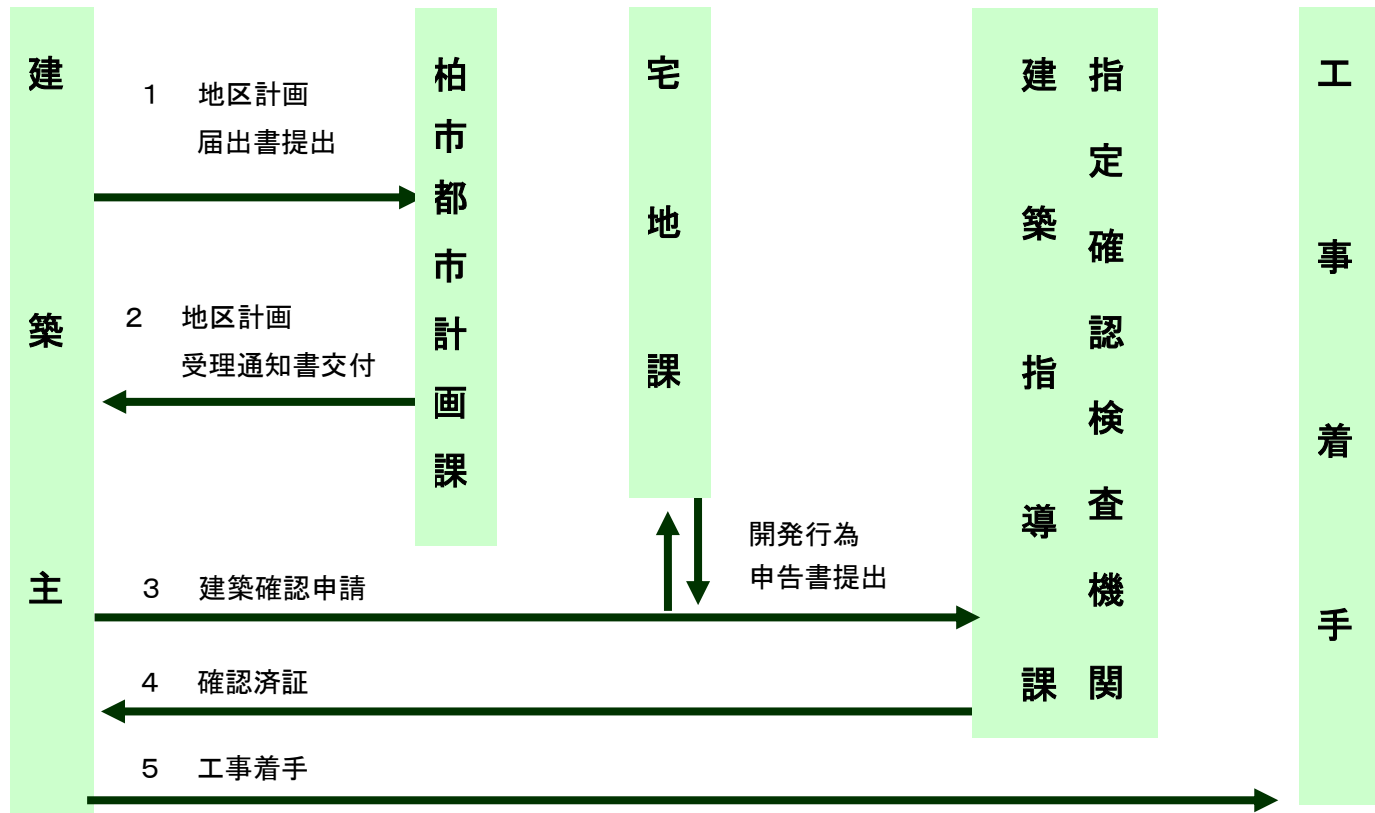 建築主
1 地区計画
届出書提出
2 地区計画
受理通知書交付
柏市都市計画課
宅地課
開発行為
申告書提出
3 建築確認申請
4 確認済証
5 工事着手
指定確認検査機関
建築指導課
工事着手